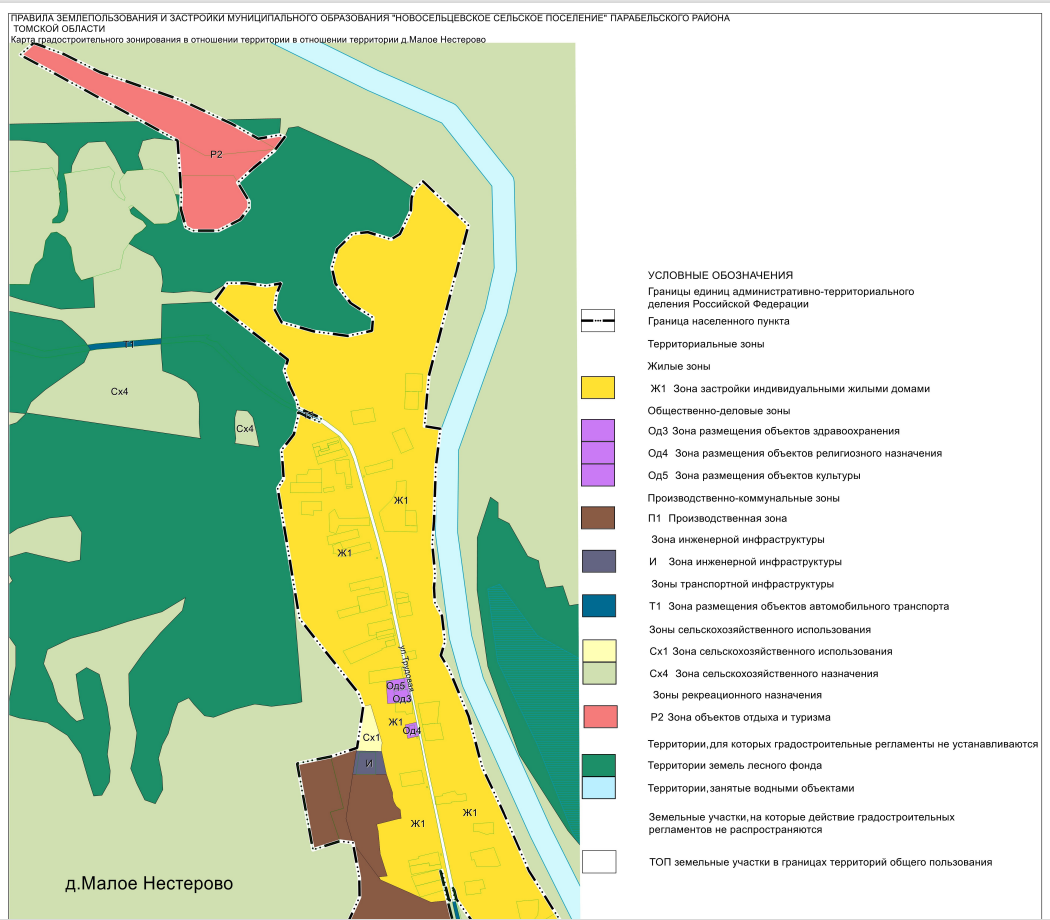 ПРАВИЛА ЗЕМЛЕПОЛЬЗОВАНИЯ И ЗАСТРОЙКИ МУНИЦИПАЛЬНОГО ОБРАЗОВАНИЯ "НОВОСЕЛЬЦЕВСКОЕ СЕЛЬСКОЕ ПОСЕЛЕНИЕ" ПАРАБЕЛЬСКОГО РАЙОНА
ТОМСКОЙ ОБЛАСТИ
Карта градостроительного зонирования в отношении территории в отношении территории д.Малое Нестерово
Р2
Т1
Сх4
Сх4
Ж1
Ж1
ул.Трудовая
Од5
Од3
Ж1
Од4
Сх1
И
Ж1
Ж1
д.Малое Нестерово
УСЛОВНЫЕ ОБОЗНАЧЕНИЯ
Границы единиц административно-территориального
деления Российской Федерации
Граница населенного пункта
Территориальные зоны
Жилые зоны
Ж1 Зона застройки индивидуальными жилыми домами
Общественно-деловые зоны
Од3 Зона размещения объектов здравоохранения
Од4 Зона размещения объектов религиозного назначения
Од5 Зона размещения объектов культуры
Производственно-коммунальные зоны
П1 Производственная зона
Зона инженерной инфраструктуры
И Зона инженерной инфраструктуры
Зоны транспортной инфраструктуры
Т1 Зона размещения объектов автомобильного транспорта
Зоны сельскохозяйственного использования
Сх1 Зона сельскохозяйственного использования
Сх4 Зона сельскохозяйственного назначения
Зоны рекреационного назначения
Р2 Зона объектов отдыха и туризма
Территории,для которых градостроительные регламенты не устанавливаются
Территории земель лесного фонда
Территории,занятые водными объектами
Земельные участки,на которые действие градостроительных
регламентов не распространяются
ТОП земельные участки в границах территорий общего пользования